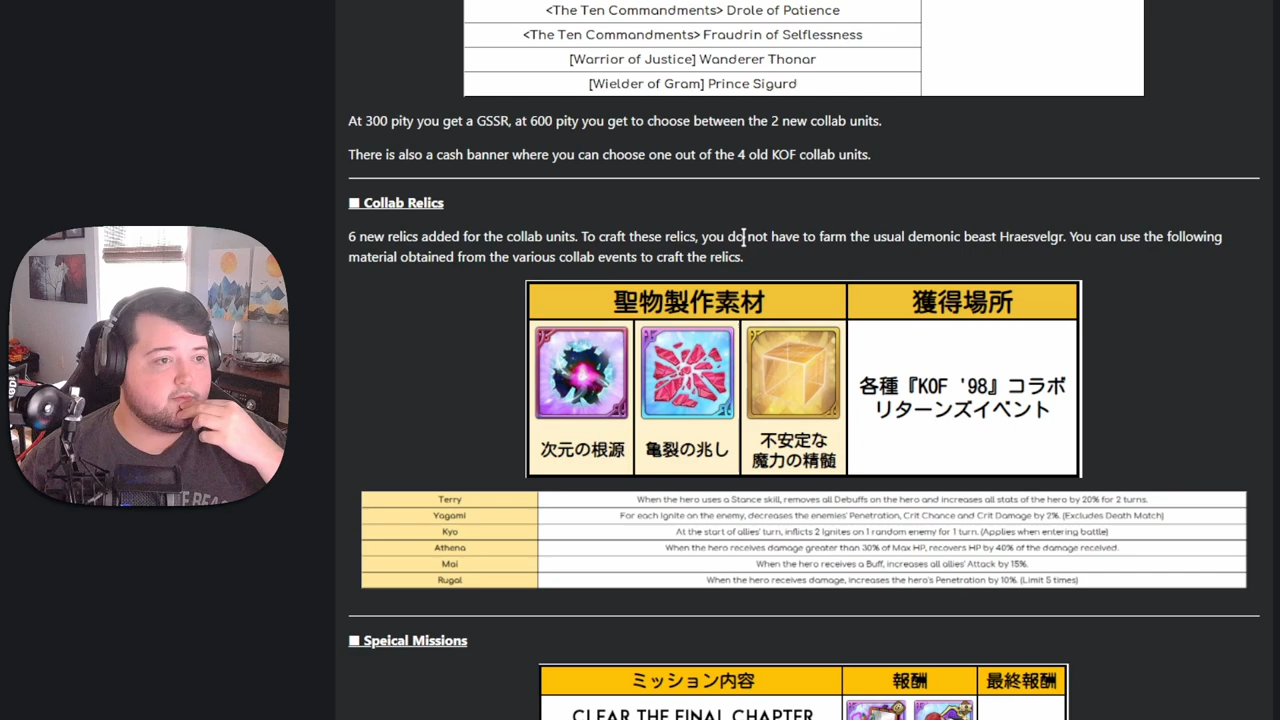 <The Ten Commandments> Drole of Patience
<The Ten Commandments> Fraudrin of Selflessness
[Warrior of Justice] Wanderer Thonar
[Wielder of Gram] Prince Sigurd
At 300 pity you get a GSSR, at 600 pity you get to choose between the 2 new collab units.
There is also a cash banner where you can choose one out of the 4 old KOF collab units.
■ Collab Relics
6 new relics added for the collab units. To craft these relics, you do not have to farm the usual demonic beast Hraesvelgr. You can use the following
material obtained from the various collab events to craft the relics.
聖物製作素材 獲得場所
次元の根源 亀裂の兆し 不安定な
魔力の精髄
各種『KOF '98』コラボ
リターンズイベント
Terry When the hero uses a Stance skill, removes all Debuffs on the hero and increases all stats of the hero by 20% for 2 turns.
Yagami For each Ignite on the enemy, decreases the enemies' Penetration, Crit Chance and Crit Damage by 2%. (Excludes Death Match)
Kyo At the start of allies' turn, inflicts 2 Ignites on 1 random enemy for 1 turn. (Applies when entering battle)
Athena When the hero receives damage greater than 30% of Max HP, recovers HP by 40% of the damage received.
Mai When the hero receives a Buff, increases all allies' Attack by 15%.
Rugal When the hero receives damage, increases the hero's Penetration by 10%. (Limit 5 times)
■ Speical Missions
ミッション内容 報酬 最終報酬
CLEAR THE FINAL CHAPTER